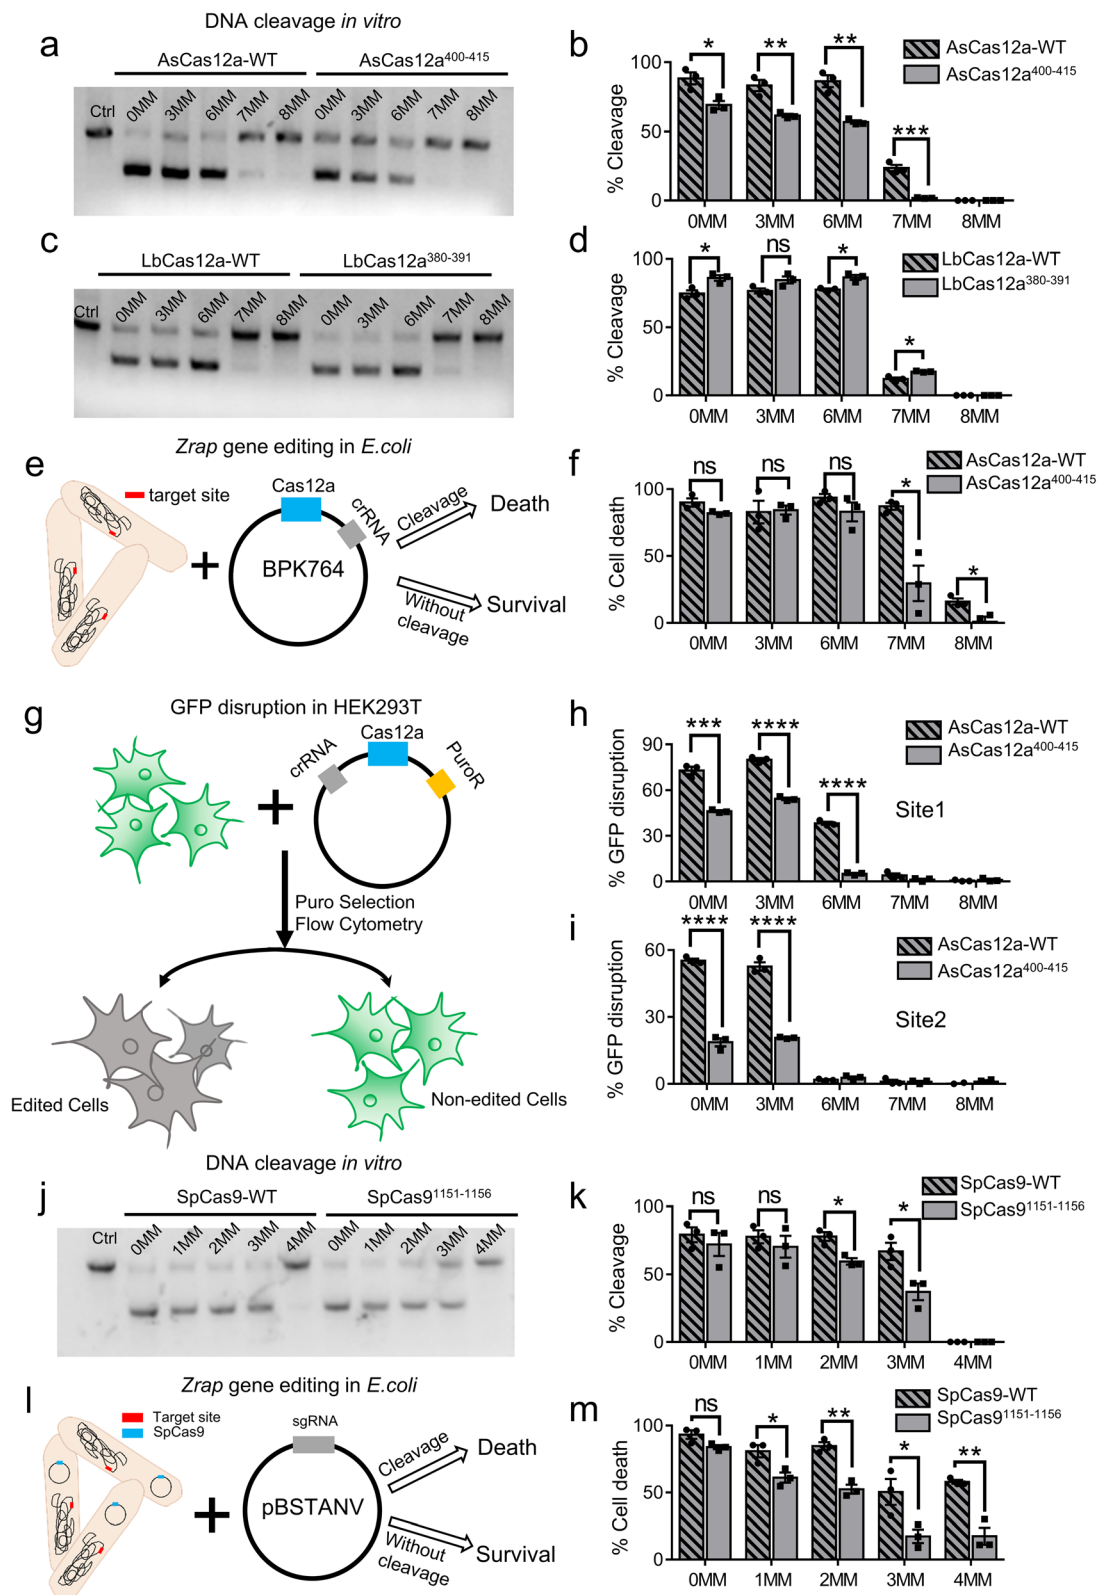 DNA cleavage in vitro
a
AsCas12a-WT AsCas12a400-415
Ctrl 0MM 3MM 6MM 7MM 8MM 0MM 3MM 6MM 7MM 8MM
b
AsCas12a-WT
AsCas12a400-415
% Cleavage
100
50
0
* ** ** ***
0MM 3MM 6MM 7MM 8MM
c
LbCas12a-WT LbCas12a380-391
Ctrl 0MM 3MM 6MM 7MM 8MM 0MM 3MM 6MM 7MM 8MM
d
LbCas12a-WT
LbCas12a380-391
% Cleavage
100
50
0
* ns * *
0MM 3MM 6MM 7MM 8MM
Zrap gene editing in E.coli
e
target site
Cas12a
crRNA
BPK764
+
Cleavage
Death
Without
cleavage
Survival
f
AsCas12a-WT
AsCas12a400-415
% Cell death
100
50
0
ns ns ns * *
0MM 3MM 6MM 7MM 8MM
g
GFP disruption in HEK293T
+
crRNA
Cas12a
PuroR
Puro Selection
Flow Cytometry
Edited Cells
Non-edited Cells
h
AsCas12a-WT
AsCas12a400-415
% GFP disruption
90
60
30
0
*** **** ****
Site1
0MM 3MM 6MM 7MM 8MM
i
AsCas12a-WT
AsCas12a400-415
% GFP disruption
60
30
0
**** ****
Site2
0MM 3MM 6MM 7MM 8MM
DNA cleavage in vitro
j
SpCas9-WT SpCas91151-1156
Ctrl 0MM 1MM 2MM 3MM 4MM 0MM 1MM 2MM 3MM 4MM
k
SpCas9-WT
SpCas91151-1156
% Cleavage
100
50
0
ns ns * *
0MM 1MM 2MM 3MM 4MM
Zrap gene editing in E.coli
l
Target site
SpCas9
sgRNA
pBSTANV
+
Cleavage
Death
Without
cleavage
Survival
m
SpCas9-WT
SpCas91151-1156
% Cell death
100
50
0
ns * ** * **
0MM 1MM 2MM 3MM 4MM